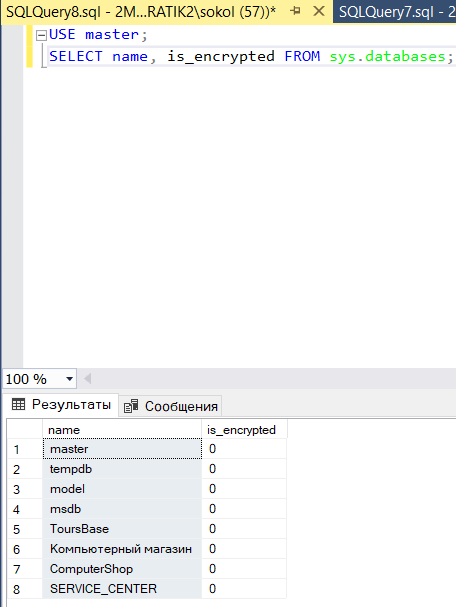 SQLQuery8.sql - 2M...RATIK2\sokol (57))* SQLQuery7.sql - 2
USE master;
SELECT name, is_encrypted FROM sys.databases;
100 %
Результаты Сообщения
name is_encrypted
1 master 0
2 tempdb 0
3 model 0
4 msdb 0
5 ToursBase 0
6 Компьютерный магазин 0
7 ComputerShop 0
8 SERVICE_CENTER 0